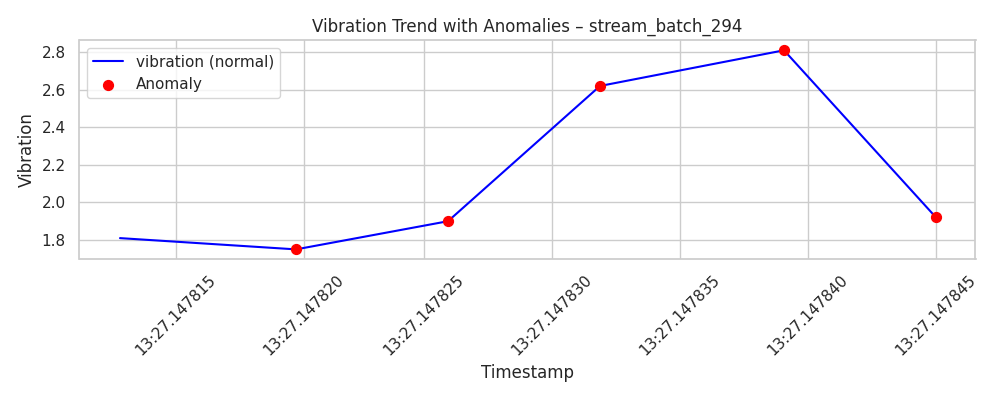 Vibration Trend with Anomalies – stream_batch_294
vibration (normal)
Anomaly
Vibration
2.8
2.6
2.4
2.2
2.0
1.8
13:27.147815
13:27.147820
13:27.147825
13:27.147830
13:27.147835
13:27.147840
13:27.147845
Timestamp